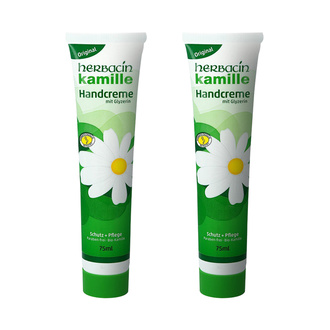 Original
herbacin
kamille
Handcreme
mit Glyzerin
Schutz • Pflege
75ml
Original
herbacin
kamille
Handcreme
mit Glyzerin
Schutz • Pflege
75ml